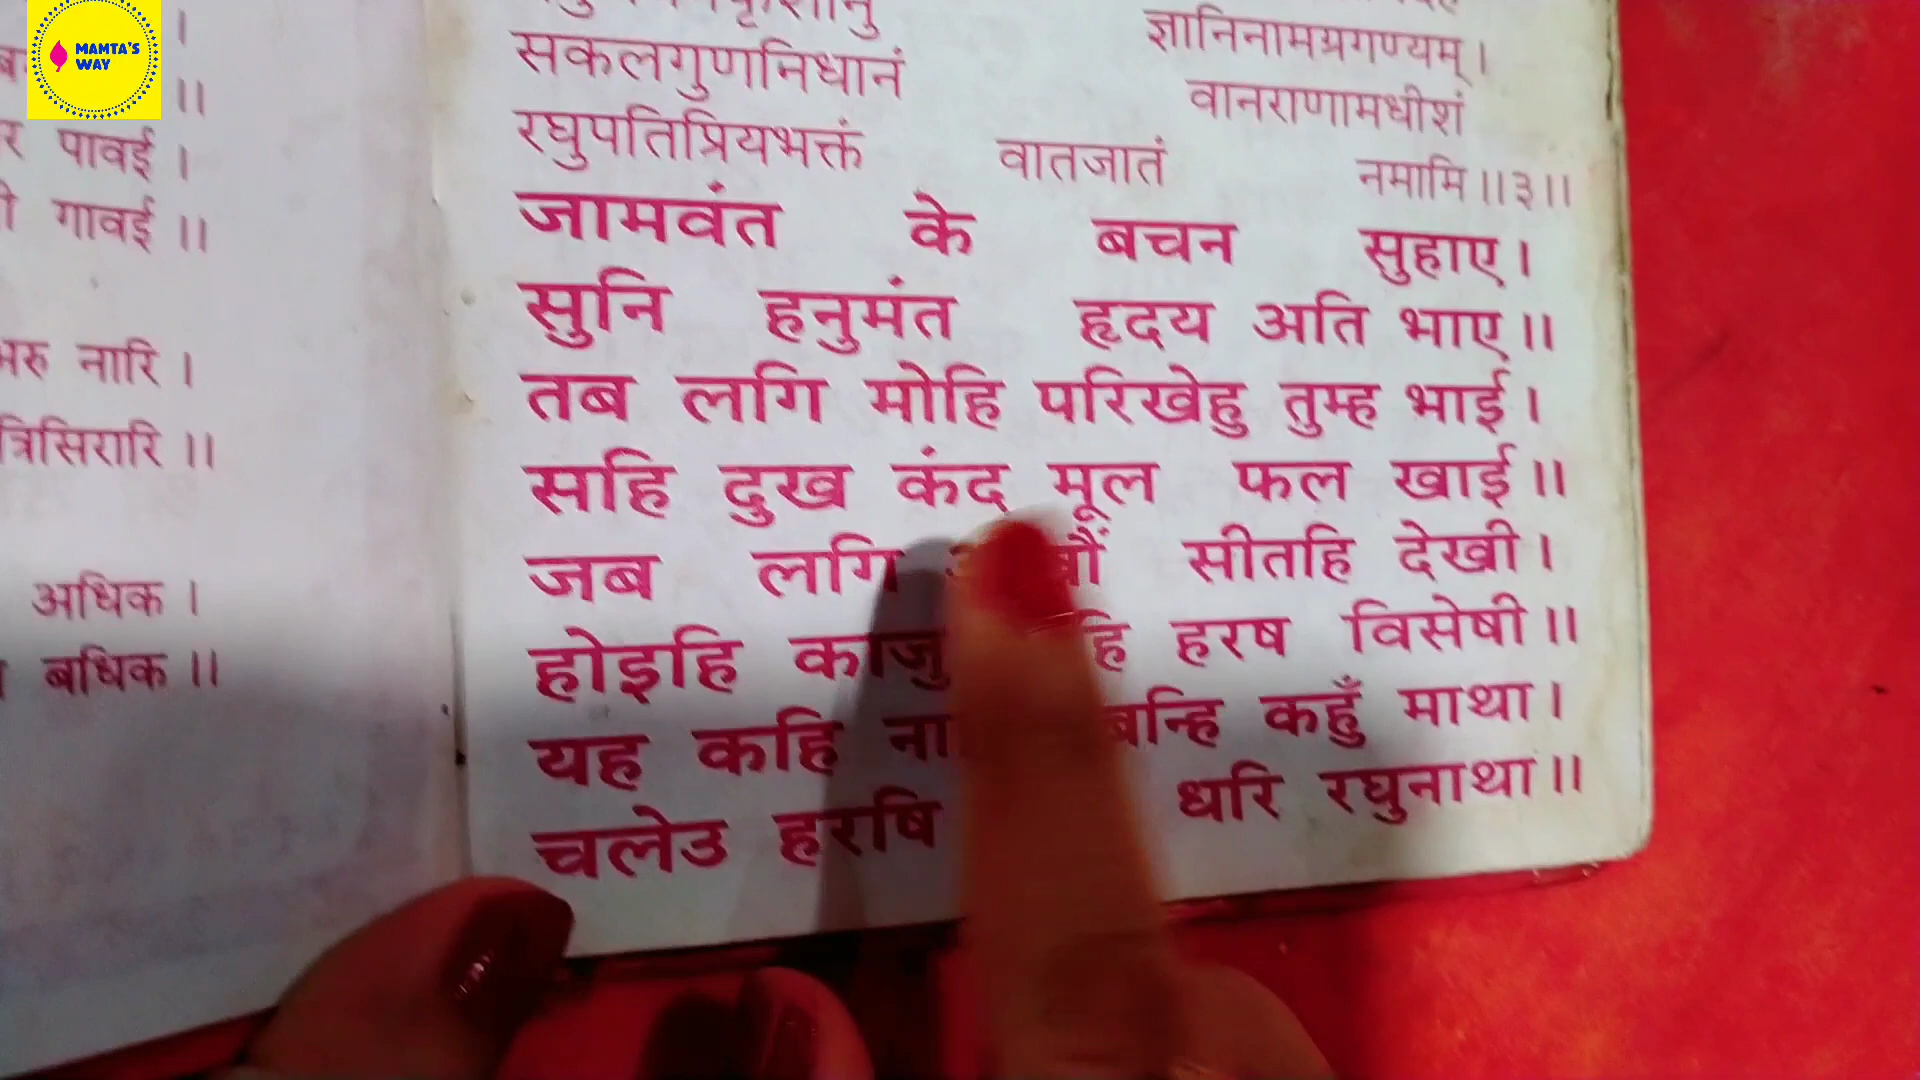 MAMTA'S
WAY
।
॥
पावई ।
गावई ॥
नारि ।
त्रिसिरारि ॥
अधिक ।
बधिक ॥
ज्ञानिनामग्रगण्यम् ।
सकलगुणनिधानं वानराणामधीशं
रघुपतिप्रियभक्तं वातजातं नमामि ॥३॥
जामवंत के बचन सुहाए ।
सुनि हनुमंत हृदय अति भाए ॥
तब लगि मोहि परिखेहु तुम्ह भाई ।
सहि दुख कंद मूल फल खाई ॥
जब लगि सीतहि देखी ।
होइहि काजु हरष विसेषी ॥
यह कहि कहुँ माथा ।
चलेउ हरषि धरि रघुनाथा ॥